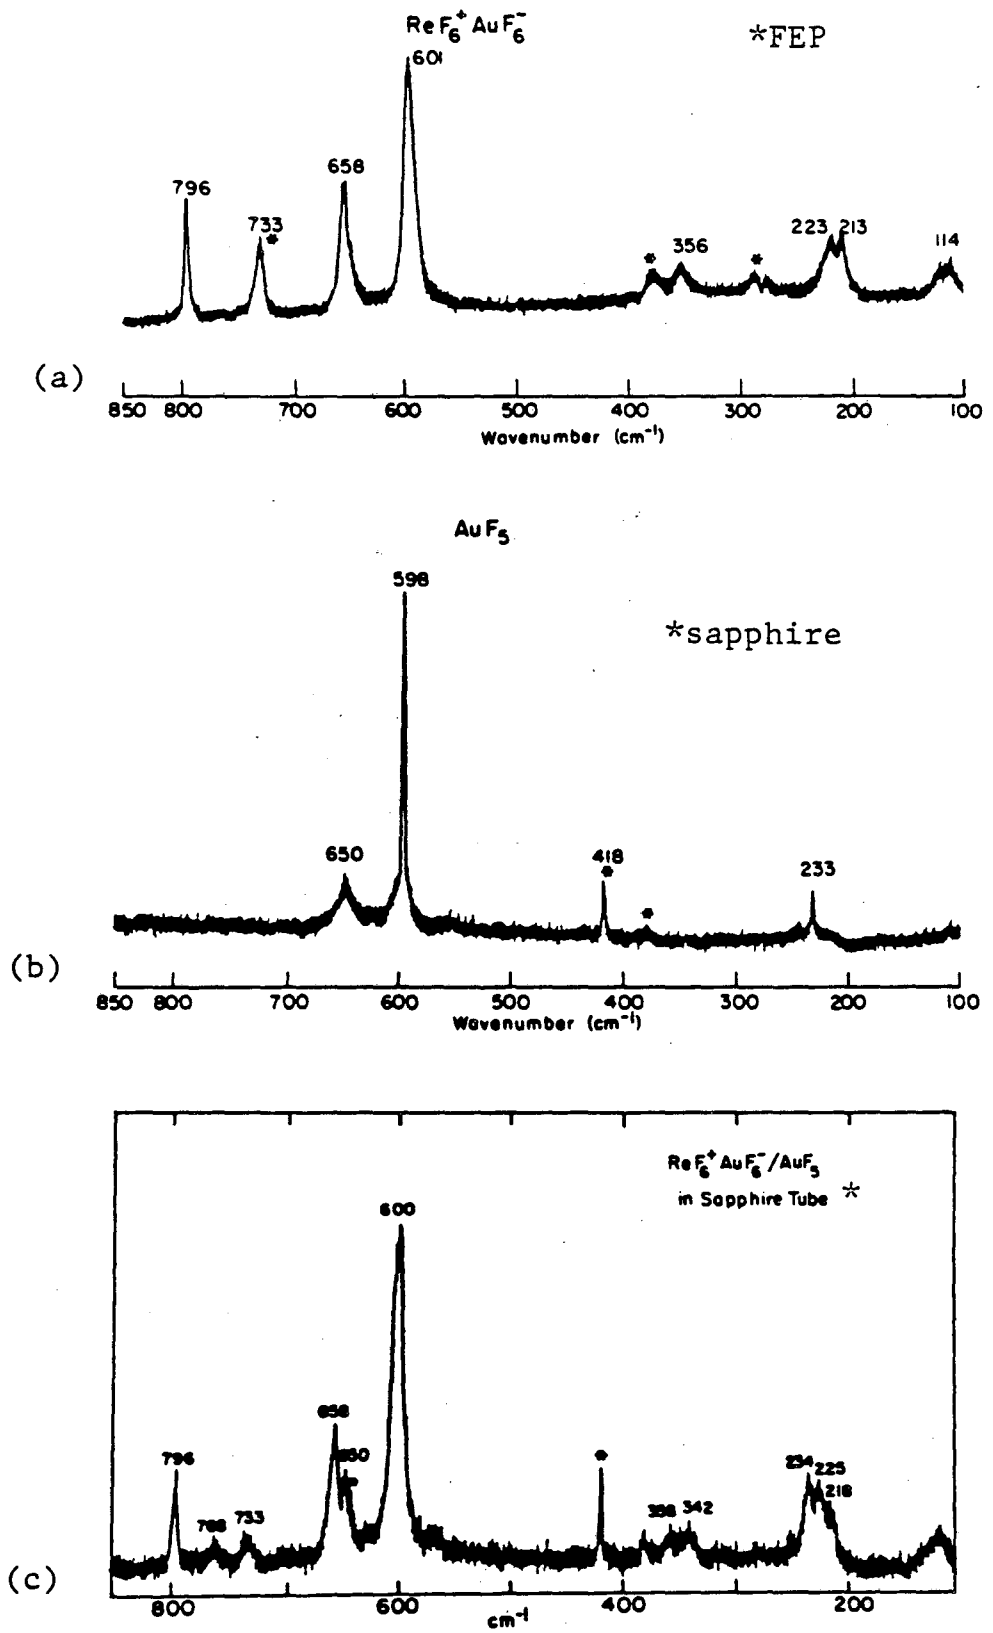 ReF₆⁺AuF₆⁻
*FEP
601
796
733
*
658
*
356
*
223
213
114
(a)
850 800 700 600 500 400 300 200 100
Wavenumber (cm⁻¹)
AuF₅
598
*sapphire
650
418
*
*
233
(b)
850 800 700 600 500 400 300 200 100
Wavenumber (cm⁻¹)
ReF₆⁺AuF₆⁻/AuF₅
in Sapphire Tube *
600
658
650
796
733
*
342
234
225
218
(c)
800 600 400 200
cm⁻¹